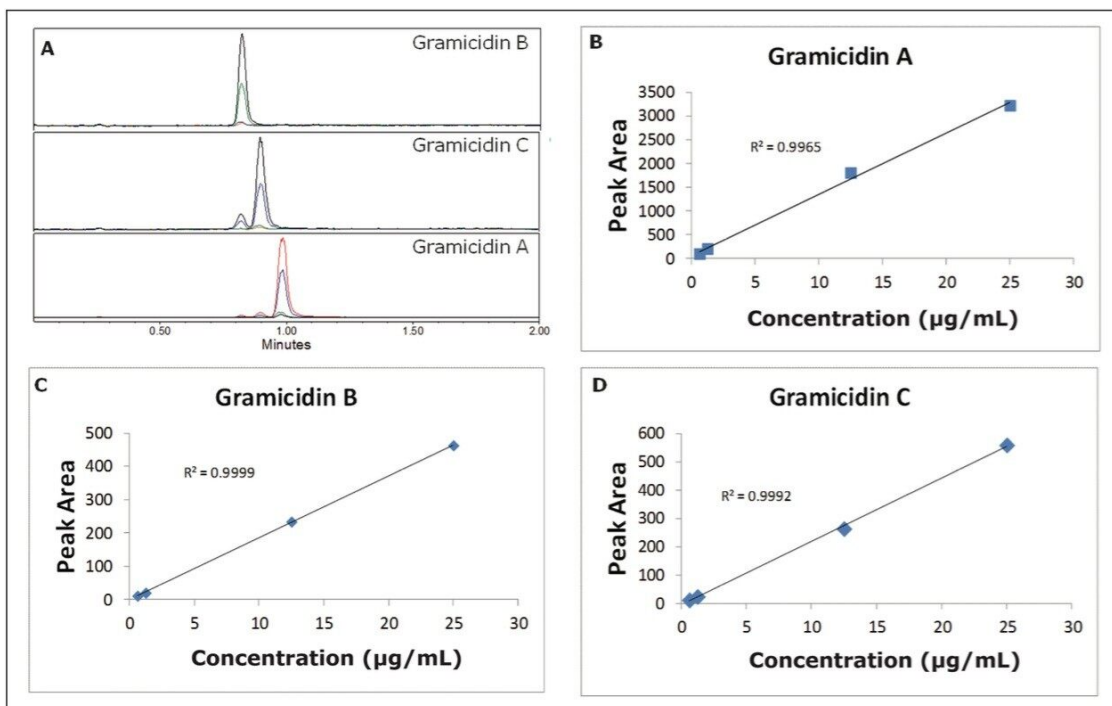 A
Gramicidin B
Gramicidin C
Gramicidin A
0.50
1.00
2.00
Minutes
B
Gramicidin A
3500
3000
2500
2000
1500
1000
500
0
Peak Area
R² = 0.9965
0 5 10 15 20 25 30
Concentration (µg/mL)
C
Gramicidin B
500
400
300
200
100
0
Peak Area
R² = 0.9999
0 5 10 15 20 25 30
Concentration (µg/mL)
D
Gramicidin C
600
500
400
300
200
100
0
Peak Area
R² = 0.9992
0 5 10 15 20 25 30
Concentration (µg/mL)